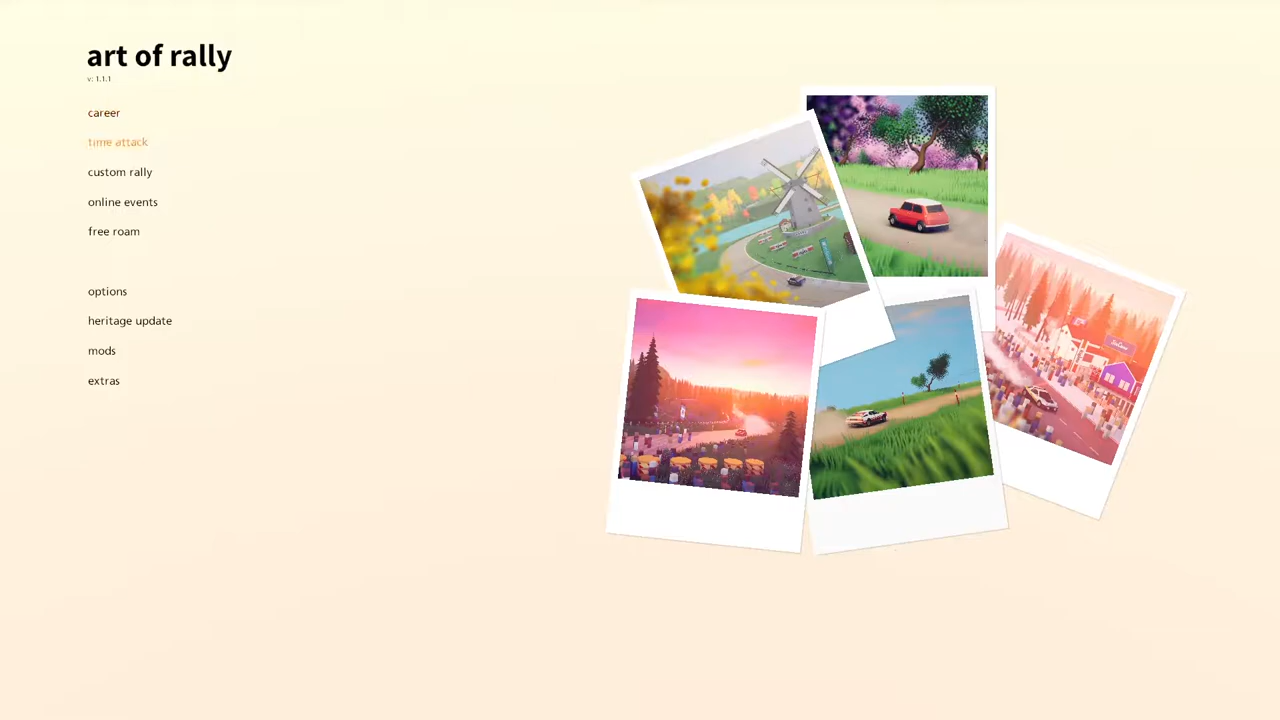 art of rally
v: 1.1.1
career
time attack
custom rally
online events
free roam
options
heritage update
mods
extras